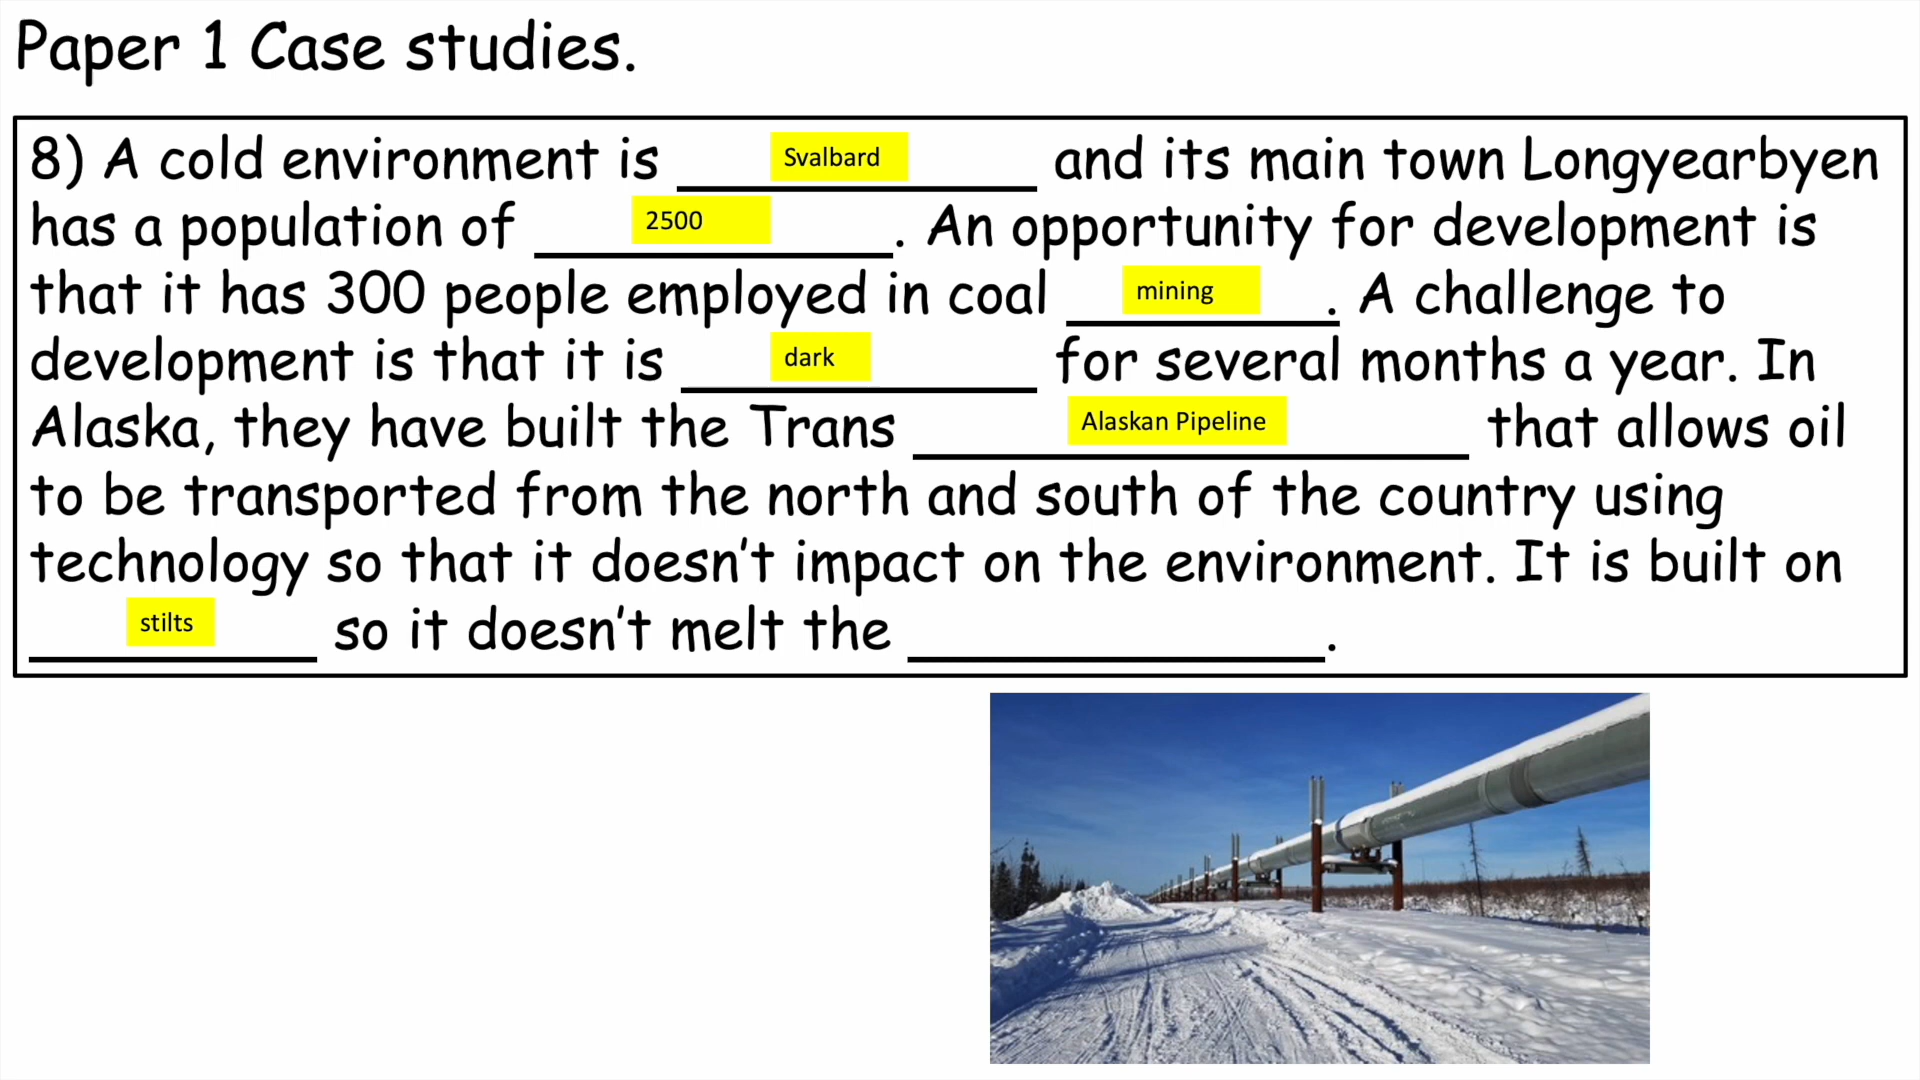 Paper 1 Case studies.
8) A cold environment is Svalbard and its main town Longyearbyen
has a population of 2500. An opportunity for development is
that it has 300 people employed in coal mining. A challenge to
development is that it is dark for several months a year. In
Alaska, they have built the Trans Alaskan Pipeline that allows oil
to be transported from the north and south of the country using
technology so that it doesn't impact on the environment. It is built on
stilts so it doesn't melt the ____________.